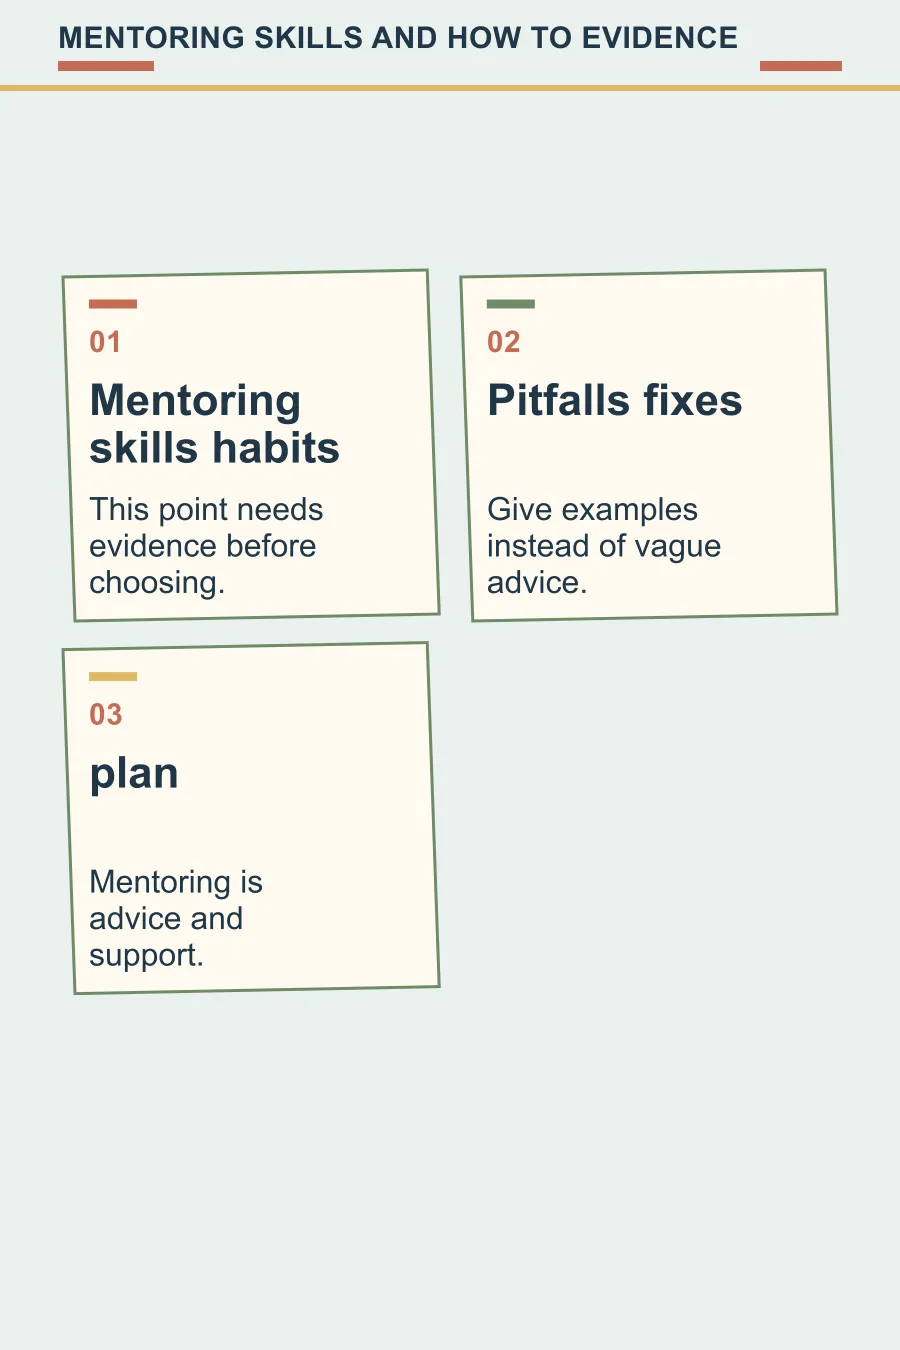 MENTORING SKILLS AND HOW TO EVIDENCE
01
Mentoring
skills habits
This point needs
evidence before
choosing.
02
Pitfalls fixes
Give examples
instead of vague
advice.
03
plan
Mentoring is
advice and
support.